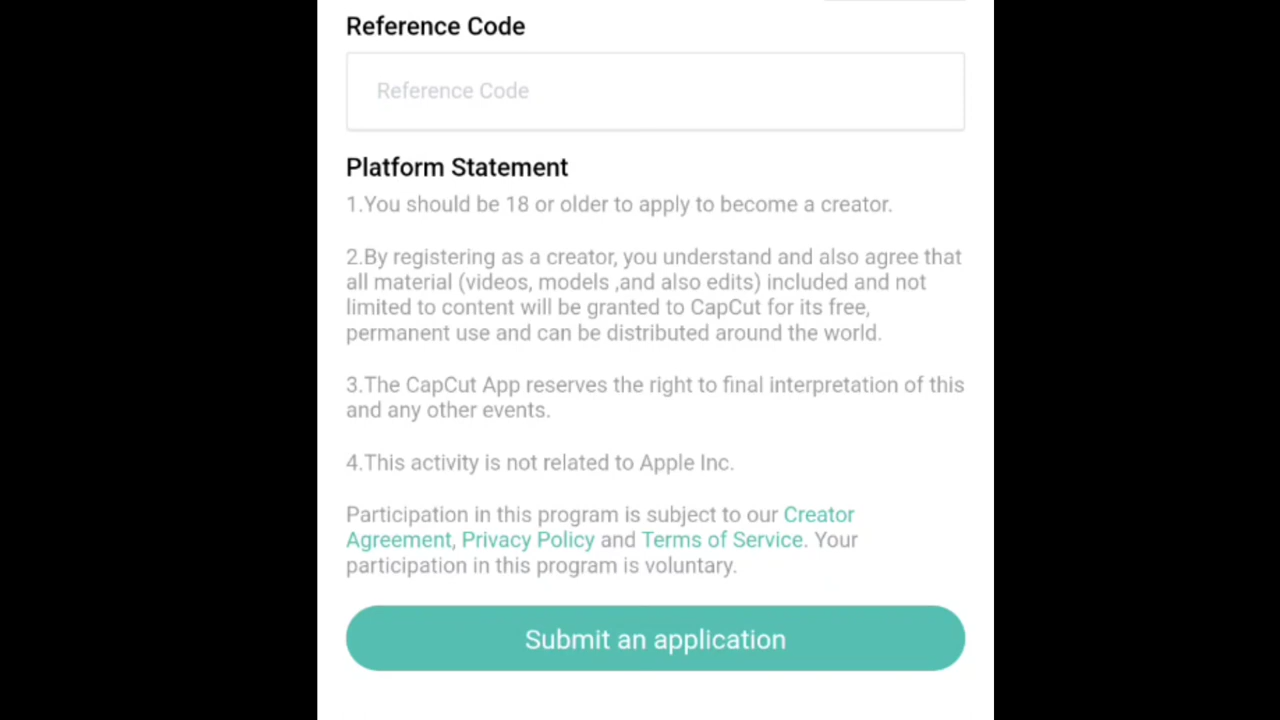 Reference Code
Reference Code
Platform Statement
1.You should be 18 or older to apply to become a creator.
2.By registering as a creator, you understand and also agree that
all material (videos, models ,and also edits) included and not
limited to content will be granted to CapCut for its free,
permanent use and can be distributed around the world.
3.The CapCut App reserves the right to final interpretation of this
and any other events.
4.This activity is not related to Apple Inc.
Participation in this program is subject to our Creator
Agreement, Privacy Policy and Terms of Service. Your
participation in this program is voluntary.
Submit an application